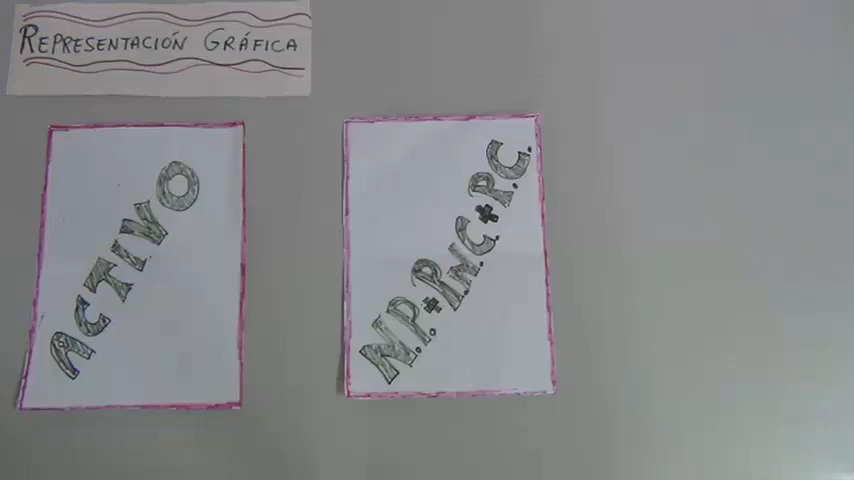 REPRESENTACIÓN GRÁFICA
ACTIVO
N.P.+P.N.C.+P.C.